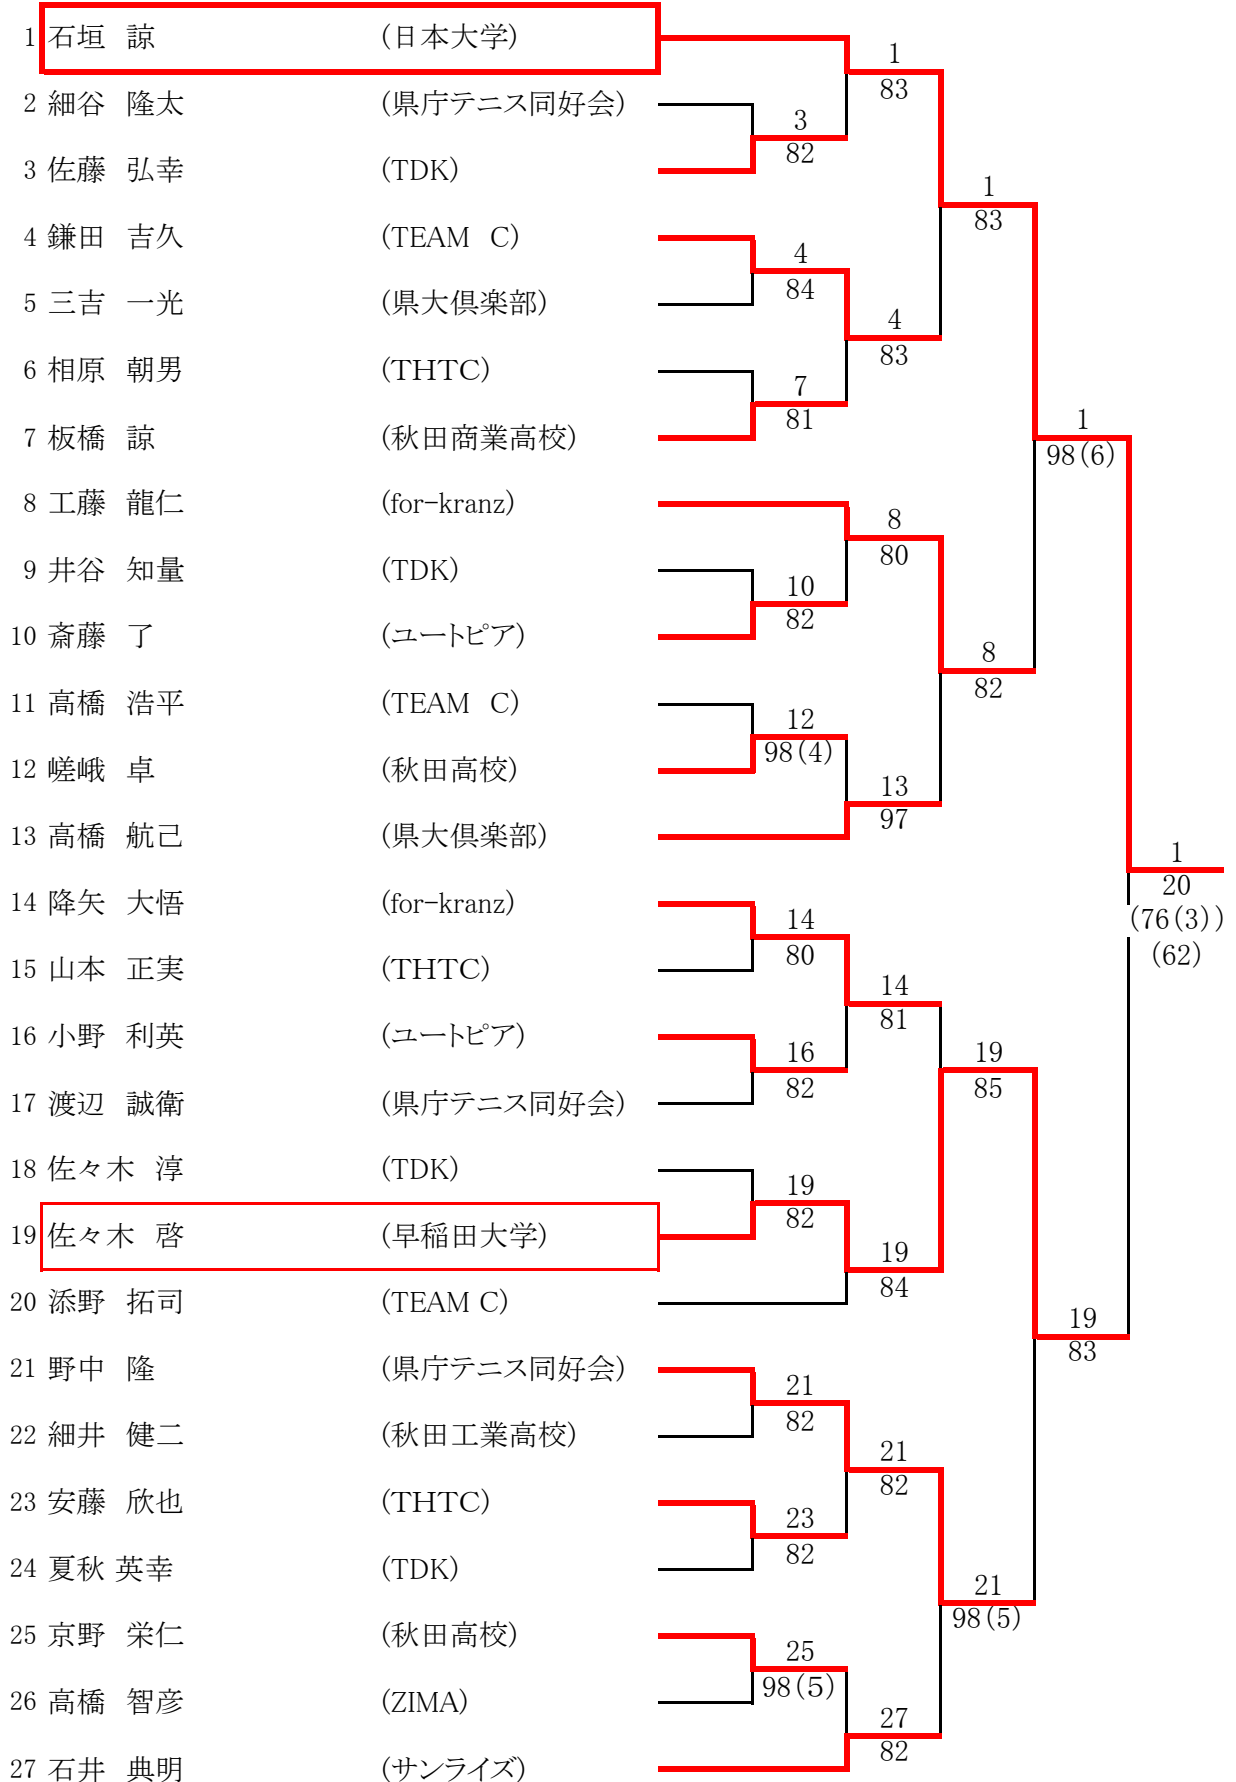 1 石垣 諒 (日本大学)
1
83
2 細谷 隆太 (県庁テニス同好会)
3
82
3 佐藤 弘幸 (TDK)
1
83
4 鎌田 吉久 (TEAM C)
4
84
5 三吉 一光 (県大倶楽部)
4
83
6 相原 朝男 (THTC)
7
81
7 板橋 諒 (秋田商業高校)
1
98(6)
8 工藤 龍仁 (for-kranz)
8
80
9 井谷 知量 (TDK)
10
82
10 斎藤 了 (ユートピア)
8
82
11 高橋 浩平 (TEAM C)
12
98(4)
12 嵯峨 卓 (秋田高校)
13
97
13 高橋 航己 (県大倶楽部)
1
20
(76(3))
(62)
14 降矢 大悟 (for-kranz)
14
80
15 山本 正実 (THTC)
14
81
16 小野 利英 (ユートピア)
16
82
19
85
17 渡辺 誠衛 (県庁テニス同好会)
18 佐々木 淳 (TDK)
19
82
19 佐々木 啓 (早稲田大学)
19
84
20 添野 拓司 (TEAM C)
19
83
21 野中 隆 (県庁テニス同好会)
21
82
22 細井 健二 (秋田工業高校)
21
82
23 安藤 欣也 (THTC)
23
82
24 夏秋 英幸 (TDK)
21
98(5)
25 京野 栄仁 (秋田高校)
25
98(5)
26 高橋 智彦 (ZIMA)
27
82
27 石井 典明 (サンライズ)